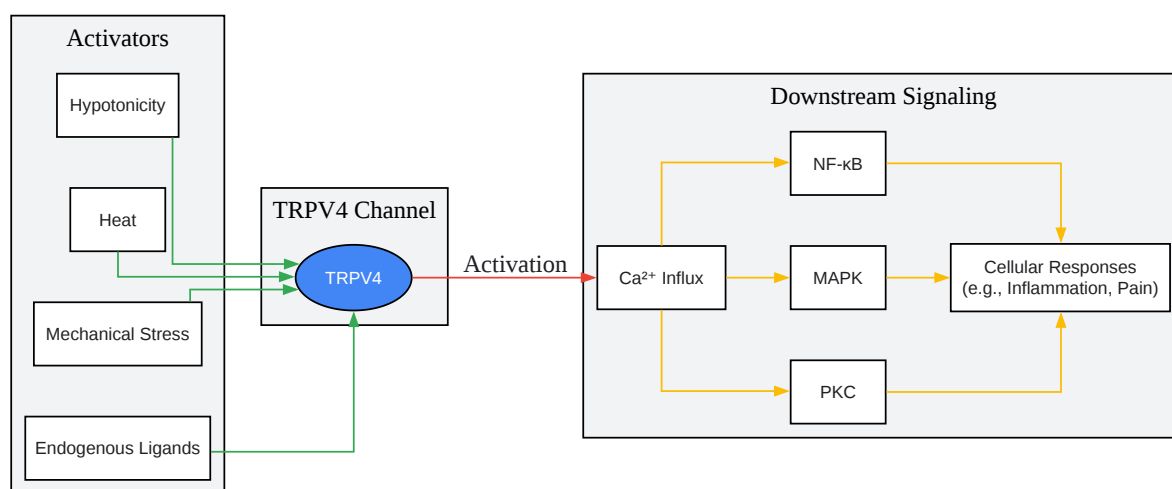 Activators
Hypotonicity
Heat
Mechanical Stress
Endogenous Ligands
TRPV4 Channel
TRPV4
Activation
Downstream Signaling
Ca²⁺ Influx
NF-κB
MAPK
PKC
Cellular Responses
(e.g., Inflammation, Pain)